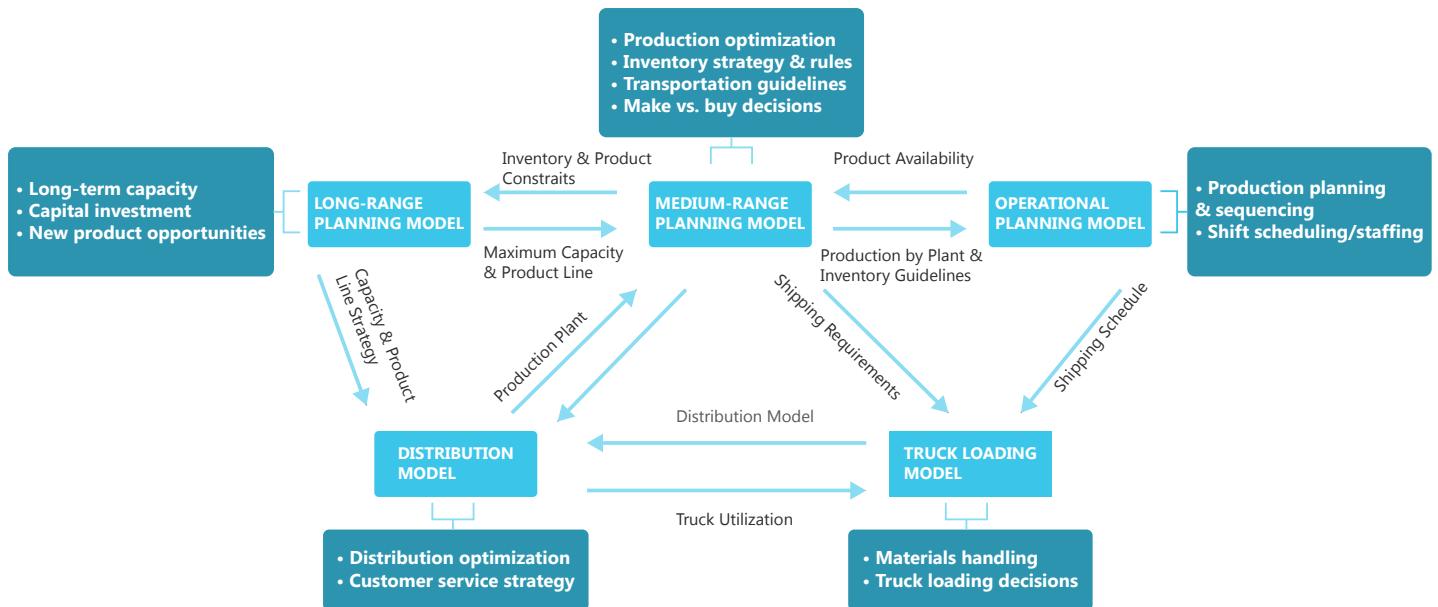 • Production optimization
• Inventory strategy & rules
• Transportation guidelines
• Make vs. buy decisions
• Long-term capacity
• Capital investment
• New product opportunities
LONG-RANGE
PLANNING MODEL
Inventory & Product
Constraits
Maximum Capacity
& Product Line
MEDIUM-RANGE
PLANNING MODEL
Product Availability
Production by Plant &
Inventory Guidelines
OPERATIONAL
PLANNING MODEL
• Production planning
& sequencing
• Shift scheduling/staffing
Capacity & Product
Line Strategy
Production Plant
Shipping Requirements
Shipping Schedule
Distribution Model
Truck Utilization
DISTRIBUTION
MODEL
TRUCK LOADING
MODEL
• Distribution optimization
• Customer service strategy
• Materials handling
• Truck loading decisions